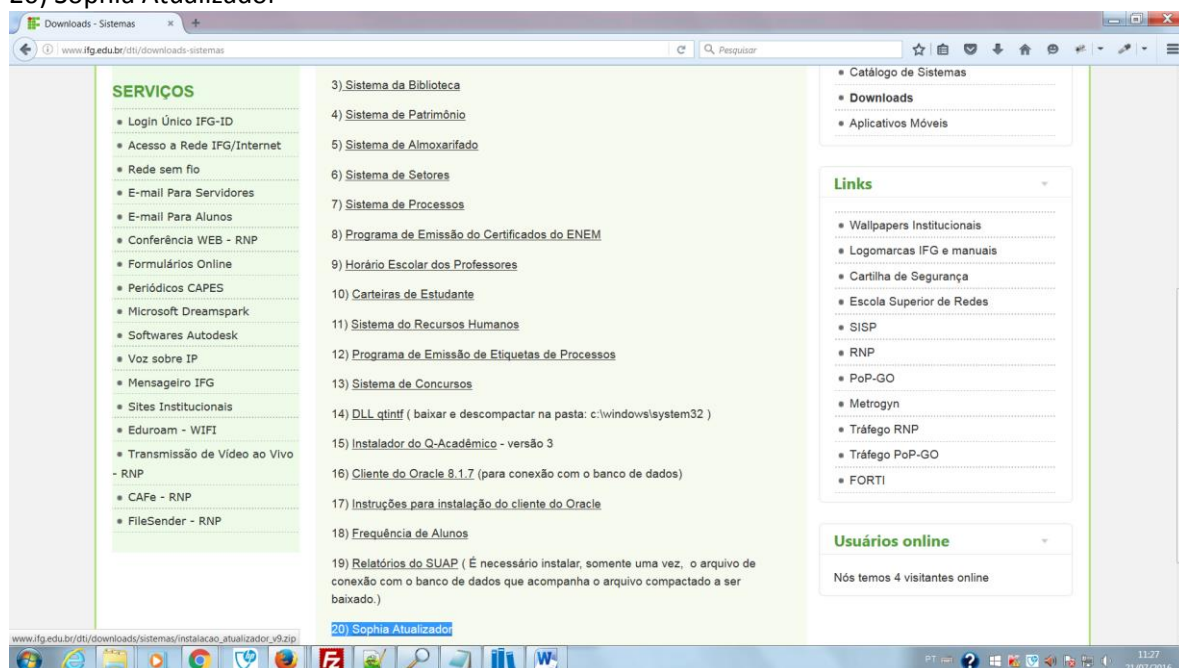 20) Sophia Atualizador
Downloads - Sistemas
www.ifg.edu.br/dti/downloads-sistemas
Pesquisar
SERVIÇOS
Login Único IFG-ID
Acesso a Rede IFG/Internet
Rede sem fio
E-mail Para Servidores
E-mail Para Alunos
Conferência WEB - RNP
Formulários Online
Periódicos CAPES
Microsoft Dreamspark
Softwares Autodesk
Voz sobre IP
Mensageiro IFG
Sites Institucionais
Eduroam - WIFI
Transmissão de Vídeo ao Vivo
- RNP
CAFe - RNP
FileSender - RNP
3) Sistema da Biblioteca
4) Sistema de Patrimônio
5) Sistema de Almoxarifado
6) Sistema de Setores
7) Sistema de Processos
8) Programa de Emissão do Certificados do ENEM
9) Horário Escolar dos Professores
10) Carteiras de Estudante
11) Sistema do Recursos Humanos
12) Programa de Emissão de Etiquetas de Processos
13) Sistema de Concursos
14) DLL qtintf ( baixar e descompactar na pasta: c:\windows\system32 )
15) Instalador do Q-Acadêmico - versão 3
16) Cliente do Oracle 8.1.7 (para conexão com o banco de dados)
17) Instruções para instalação do cliente do Oracle
18) Frequência de Alunos
19) Relatórios do SUAP ( É necessário instalar, somente uma vez, o arquivo de
conexão com o banco de dados que acompanha o arquivo compactado a ser
baixado.)
20) Sophia Atualizador
Catálogo de Sistemas
Downloads
Aplicativos Móveis
Links
Wallpapers Institucionais
Logomarcas IFG e manuais
Cartilha de Segurança
Escola Superior de Redes
SISP
RNP
PoP-GO
Metrogyn
Tráfego RNP
Tráfego PoP-GO
FORTI
Usuários online
Nós temos 4 visitantes online
www.ifg.edu.br/dti/downloads/sistemas/instalacao_atualizador_v9.zip
PT
11:27
21/07/2016